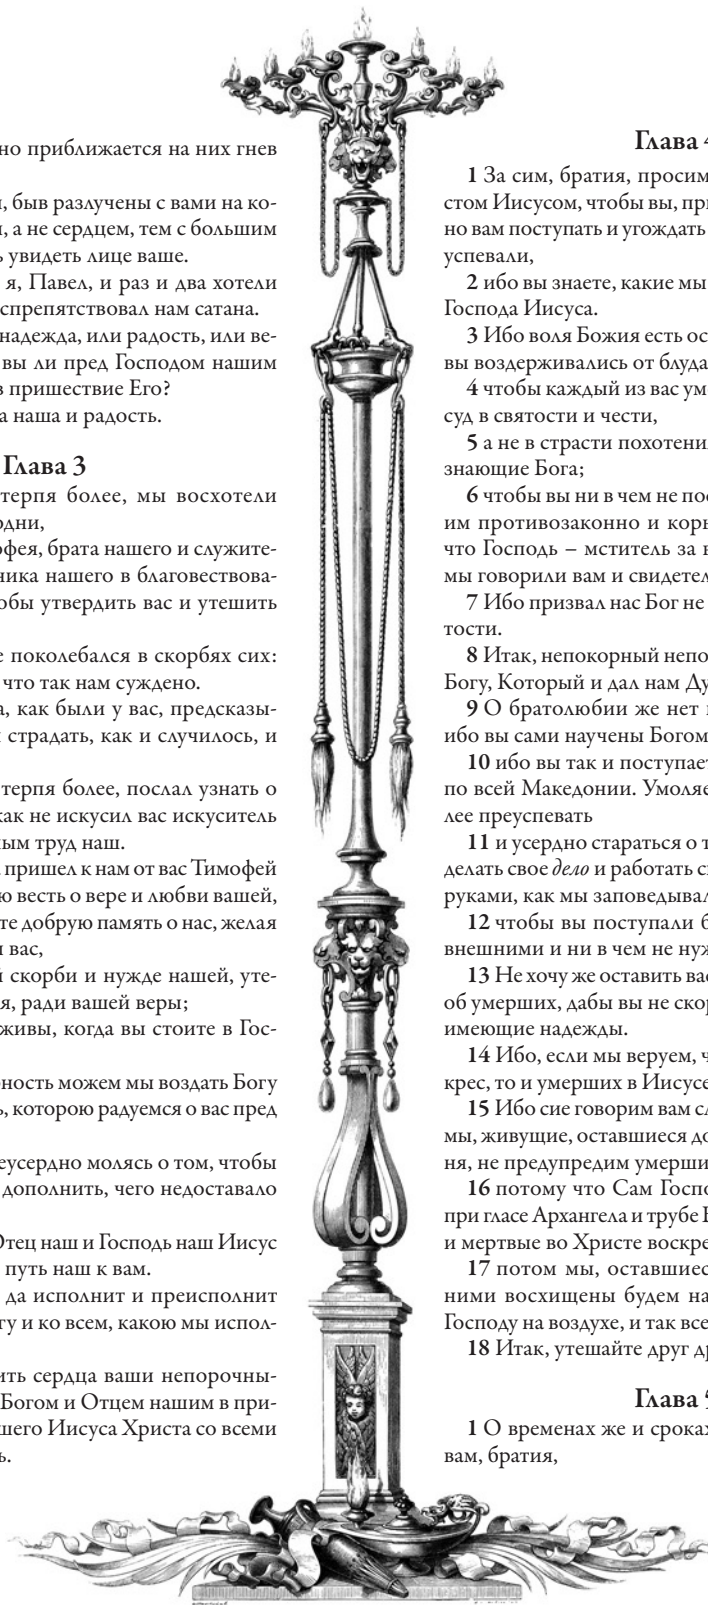 но приближается на них гнев
, быв разлучены с вами на ко-
, а не сердцем, тем с большим
ь увидеть лице ваше.
я, Павел, и раз и два хотели
спрепятствовал нам сатана.
надежда, или радость, или ве-
вы ли пред Господом нашим
в пришествие Его?
а наша и радость.
Глава 3
терпя более, мы восхотели
одни,
офея, брата нашего и служите-
ника нашего в благовествова-
обы утвердить вас и утешить
е поколебался в скорбях сих:
что так нам суждено.
а, как были у вас, предсказы-
страдать, как и случилось, и
терпя более, послал узнать о
как не искусил вас искуситель
ным труд наш.
пришел к нам от вас Тимофей
ю весть о вере и любви вашей,
те добрую память о нас, желая
вас,
й скорби и нужде нашей, уте-
я, ради вашей веры;
живы, когда вы стоите в Гос-
ность можем мы воздать Богу
ь, которою радуемся о вас пред
еусердно молясь о том, чтобы
дополнить, чего недоставало
Отец наш и Господь наш Иисус
путь наш к вам.
да исполнит и преисполнит
гу и ко всем, какою мы испол-
ить сердца ваши непорочны-
Богом и Отцем нашим в при-
шего Иисуса Христа со всеми
ь.
Глава 4
1 За сим, братия, просим
стом Иисусом, чтобы вы, при
но вам поступать и угождать
успевали,
2 ибо вы знаете, какие мы
Господа Иисуса.
3 Ибо воля Божия есть ос
вы воздерживались от блуда
4 чтобы каждый из вас уме
суд в святости и чести,
5 а не в страсти похотения
знающие Бога;
6 чтобы вы ни в чем не пос
им противозаконно и коры
что Господь – мститель за в
мы говорили вам и свидетел
7 Ибо призвал нас Бог не
тости.
8 Итак, непокорный непо
Богу, Который и дал нам Ду
9 О братолюбии же нет н
ибо вы сами научены Богом
10 ибо вы так и поступает
по всей Македонии. Умоляе
лее преуспевать
11 и усердно стараться о т
делать свое дело и работать с
руками, как мы заповедывал
12 чтобы вы поступали б
внешними и ни в чем не нуж
13 Не хочу же оставить вас
об умерших, дабы вы не скор
имеющие надежды.
14 Ибо, если мы веруем, ч
крес, то и умерших в Иисусе
15 Ибо сие говорим вам сл
мы, живущие, оставшиеся до
ня, не предупредим умерши
16 потому что Сам Госпо
при гласе Архангела и трубе Б
и мертвые во Христе воскре
17 потом мы, оставшиес
ними восхищены будем на
Господу на воздухе, и так все
18 Итак, утешайте друг др
Глава 5
1 О временах же и сроках
вам, братия,